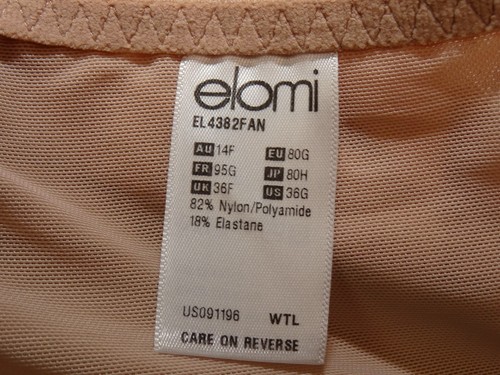 elomi
EL4382FAN
AU 14F EU 80G
FR 95G JP 80H
UK 36F US 36G
82% Nylon/Polyamide
18% Elastane
US091196 WTL
CARE ON REVERSE